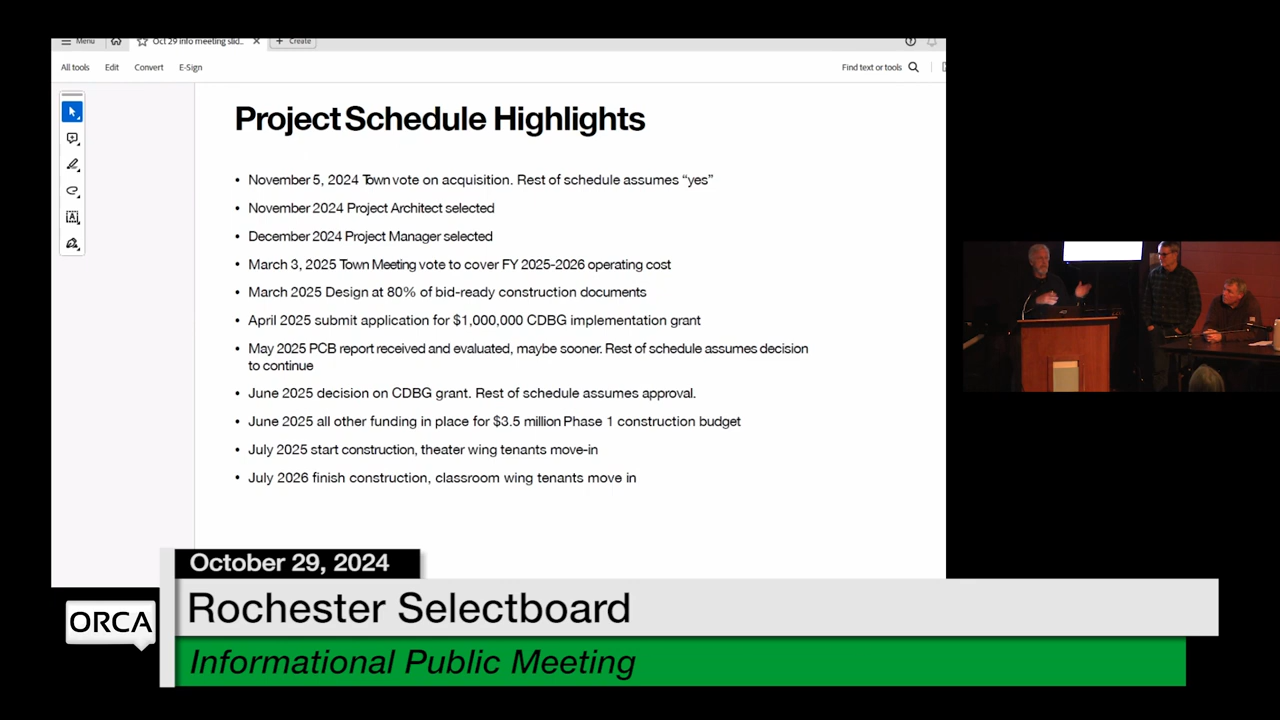 Menu
Oct 29 info meeting slid...
Create
All tools
Edit
Convert
E-Sign
Find text or tools
Project Schedule Highlights
• November 5, 2024 Town vote on acquisition. Rest of schedule assumes “yes”
• November 2024 Project Architect selected
• December 2024 Project Manager selected
• March 3, 2025 Town Meeting vote to cover FY 2025-2026 operating cost
• March 2025 Design at 80% of bid-ready construction documents
• April 2025 submit application for $1,000,000 CDBG implementation grant
• May 2025 PCB report received and evaluated, maybe sooner. Rest of schedule assumes decision
to continue
• June 2025 decision on CDBG grant. Rest of schedule assumes approval.
• June 2025 all other funding in place for $3.5 million Phase 1 construction budget
• July 2025 start construction, theater wing tenants move-in
• July 2026 finish construction, classroom wing tenants move in
October 29, 2024
ORCA
Rochester Selectboard
Informational Public Meeting